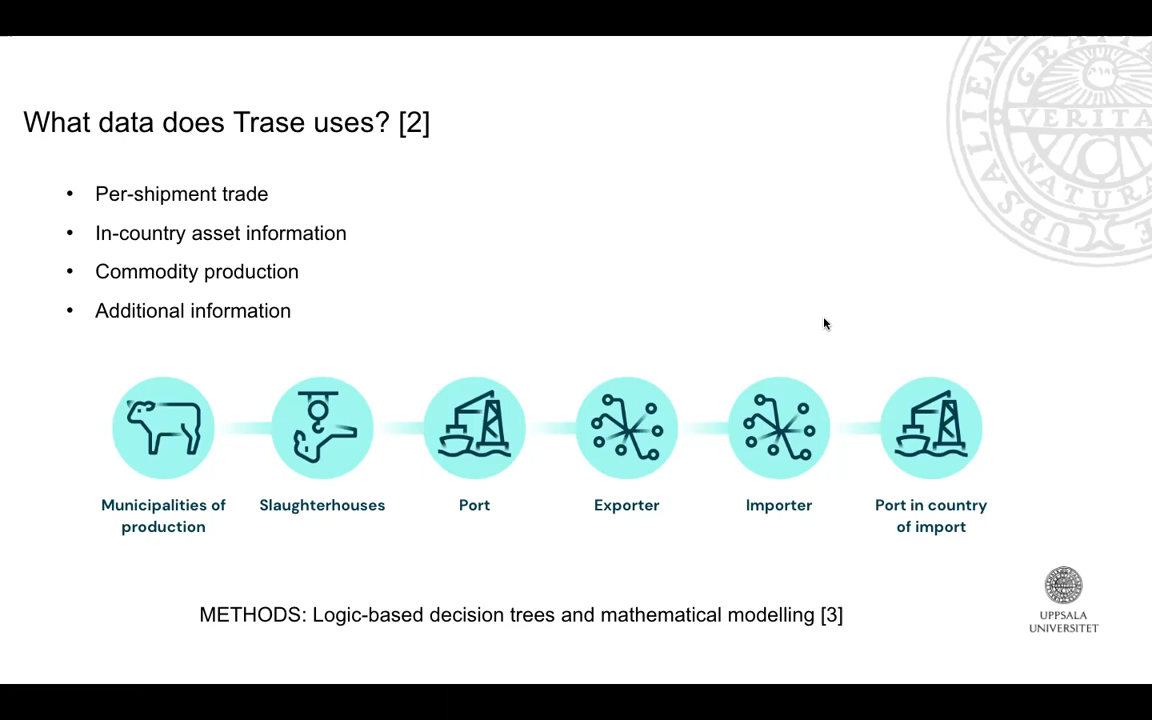 What data does Trase uses? [2]
• Per-shipment trade
• In-country asset information
• Commodity production
• Additional information
Municipalities of
production
Slaughterhouses
Port
Exporter
Importer
Port in country
of import
METHODS: Logic-based decision trees and mathematical modelling [3]
UPPSALA
UNIVERSITET